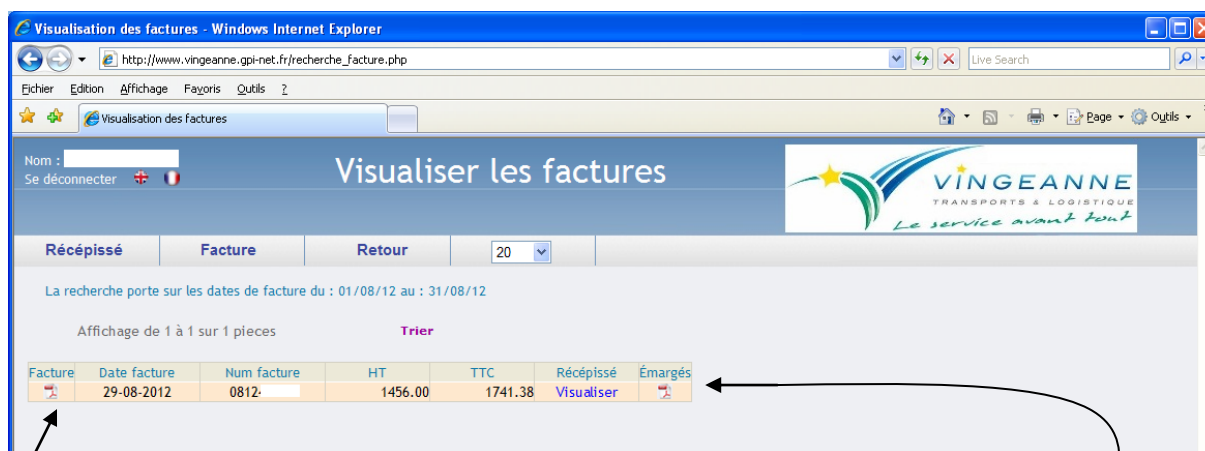 Visualisation des factures - Windows Internet Explorer
http://www.vingeanne.gpi-net.fr/recherche_facture.php
Live Search
Fichier Edition Affichage Favoris Outils ?
Visualisation des factures
Page Outils
Nom :
Se déconnecter
Visualiser les factures
VINGEANNE
TRANSPORTS & LOGISTIQUE
Le service avant tout
Récépissé Facture Retour 20
La recherche porte sur les dates de facture du : 01/08/12 au : 31/08/12
Affichage de 1 à 1 sur 1 pieces Trier
Facture Date facture Num facture HT TTC Récépissé Émargés
29-08-2012 0812- 1456.00 1741.38 Visualiser